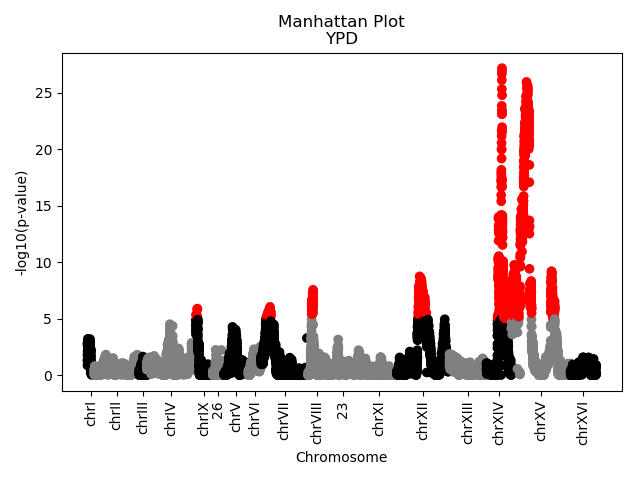 Manhattan Plot
YPD
-log10(p-value)
25
20
15
10
5
0
chrI
chrII
chrIII
chrIV
chrIX
26
chrV
chrVI
chrVII
chrVIII
23
chrXI
chrXII
chrXIII
chrXIV
chrXV
chrXVI
Chromosome